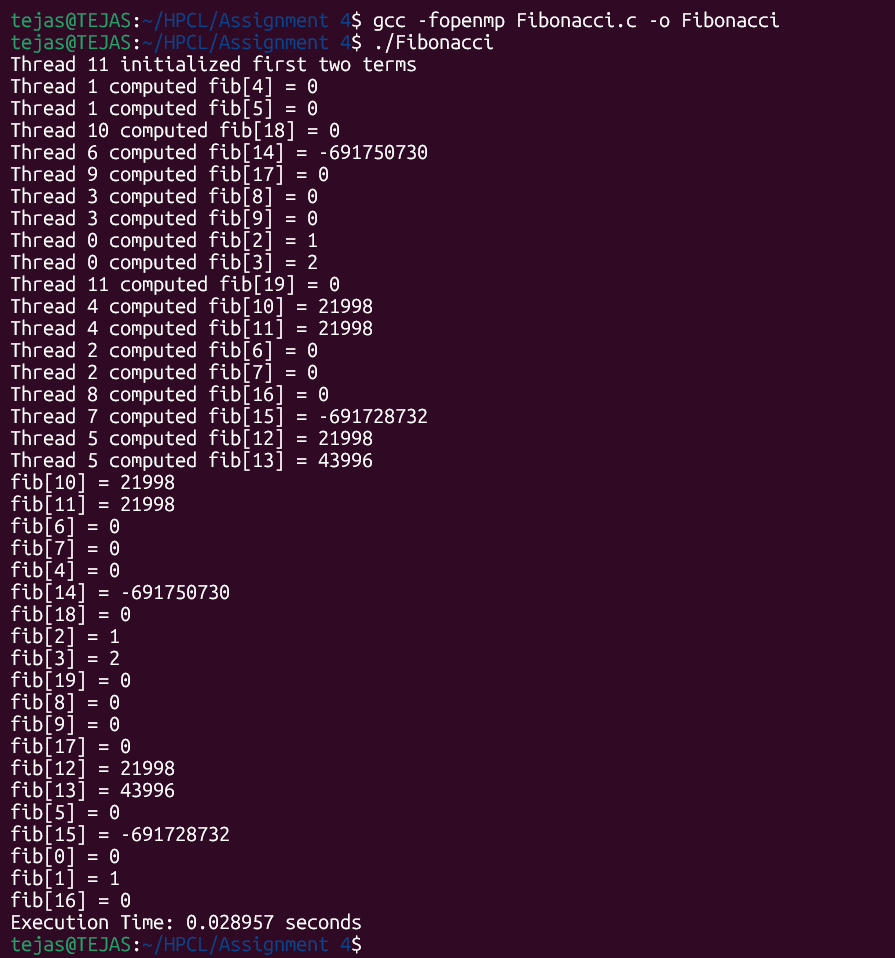 tejas@TEJAS:~/HPCL/Assignment 4$ gcc -fopenmp Fibonacci.c -o Fibonacci
tejas@TEJAS:~/HPCL/Assignment 4$ ./Fibonacci
Thread 11 initialized first two terms
Thread 1 computed fib[4] = 0
Thread 1 computed fib[5] = 0
Thread 10 computed fib[18] = 0
Thread 6 computed fib[14] = -691750730
Thread 9 computed fib[17] = 0
Thread 3 computed fib[8] = 0
Thread 3 computed fib[9] = 0
Thread 0 computed fib[2] = 1
Thread 0 computed fib[3] = 2
Thread 11 computed fib[19] = 0
Thread 4 computed fib[10] = 21998
Thread 4 computed fib[11] = 21998
Thread 2 computed fib[6] = 0
Thread 2 computed fib[7] = 0
Thread 8 computed fib[16] = 0
Thread 7 computed fib[15] = -691728732
Thread 5 computed fib[12] = 21998
Thread 5 computed fib[13] = 43996
fib[10] = 21998
fib[11] = 21998
fib[6] = 0
fib[7] = 0
fib[4] = 0
fib[14] = -691750730
fib[18] = 0
fib[2] = 1
fib[3] = 2
fib[19] = 0
fib[8] = 0
fib[9] = 0
fib[17] = 0
fib[12] = 21998
fib[13] = 43996
fib[5] = 0
fib[15] = -691728732
fib[0] = 0
fib[1] = 1
fib[16] = 0
Execution Time: 0.028957 seconds
tejas@TEJAS:~/HPCL/Assignment 4$